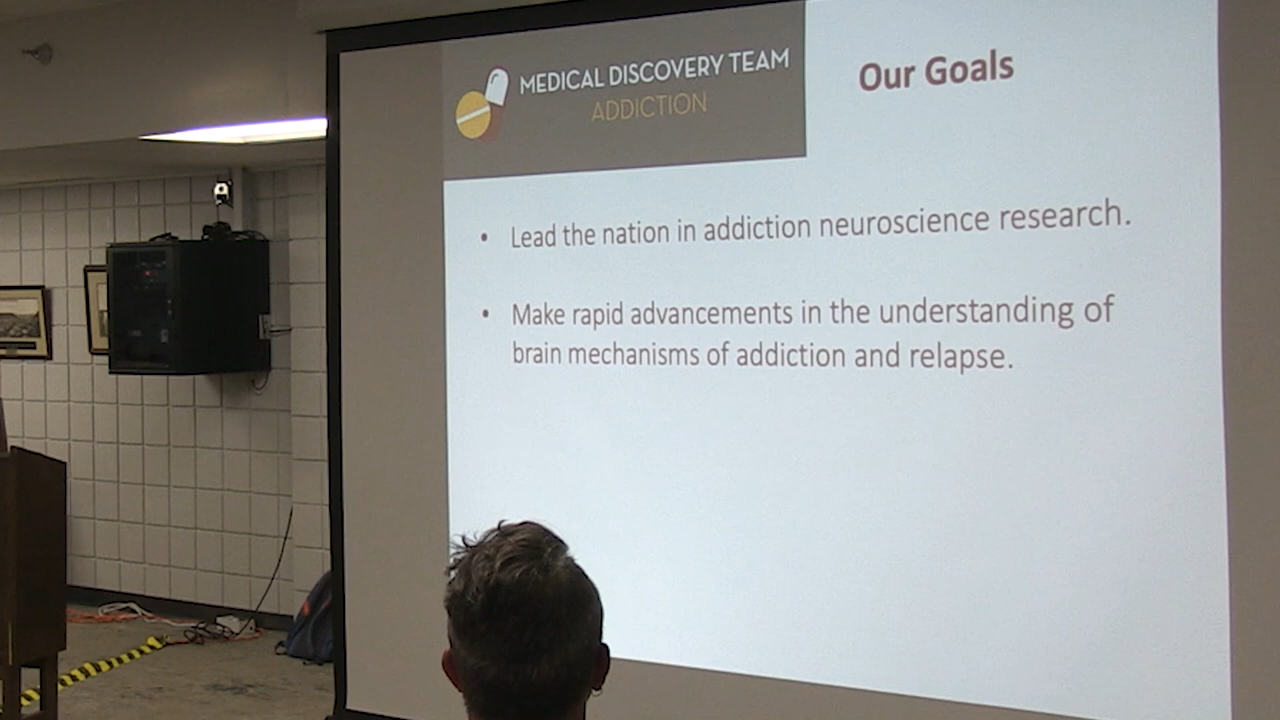 MEDICAL DISCOVERY TEAM
ADDICTION
Our Goals
• Lead the nation in addiction neuroscience research.
• Make rapid advancements in the understanding of
brain mechanisms of addiction and relapse.